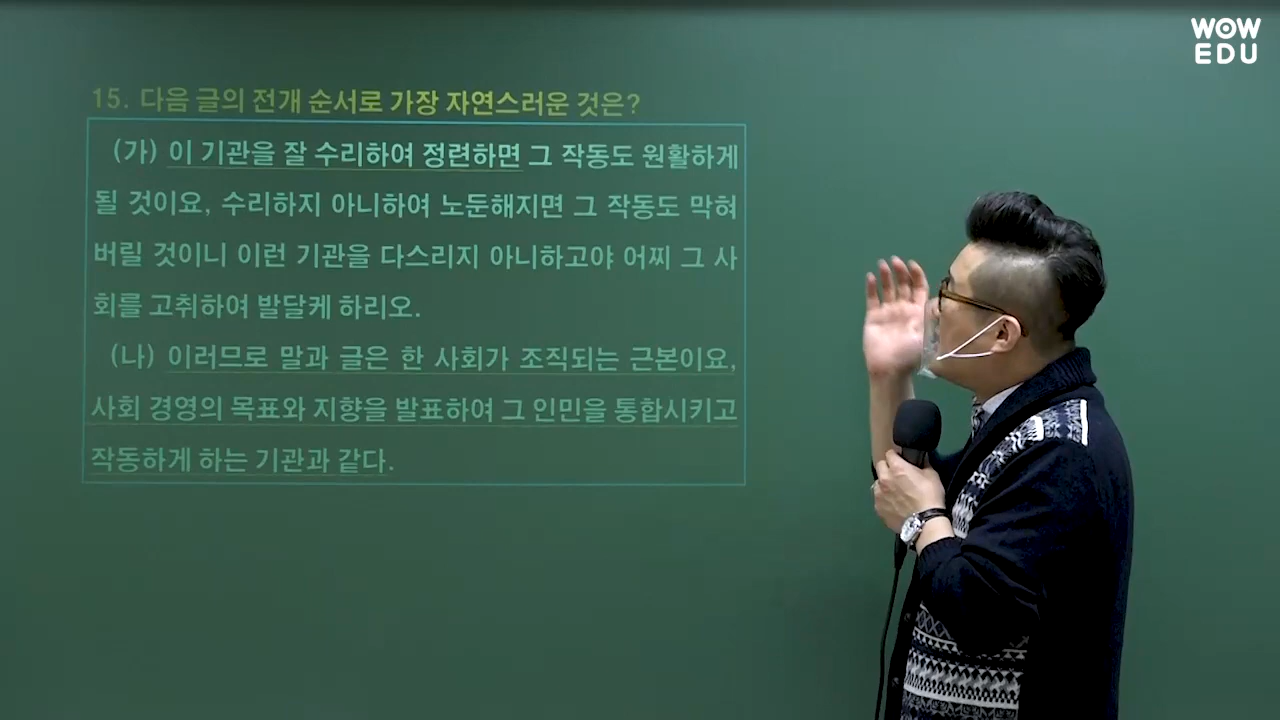 WOW
EDU
15. 다음 글의 전개 순서로 가장 자연스러운 것은?
(가) 이 기관을 잘 수리하여 정련하면 그 작동도 원활하게
될 것이요, 수리하지 아니하여 노둔해지면 그 작동도 막혀
버릴 것이니 이런 기관을 다스리지 아니하고야 어찌 그 사
회를 고취하여 발달케 하리오.
(나) 이러므로 말과 글은 한 사회가 조직되는 근본이요,
사회 경영의 목표와 지향을 발표하여 그 인민을 통합시키고
작동하게 하는 기관과 같다.